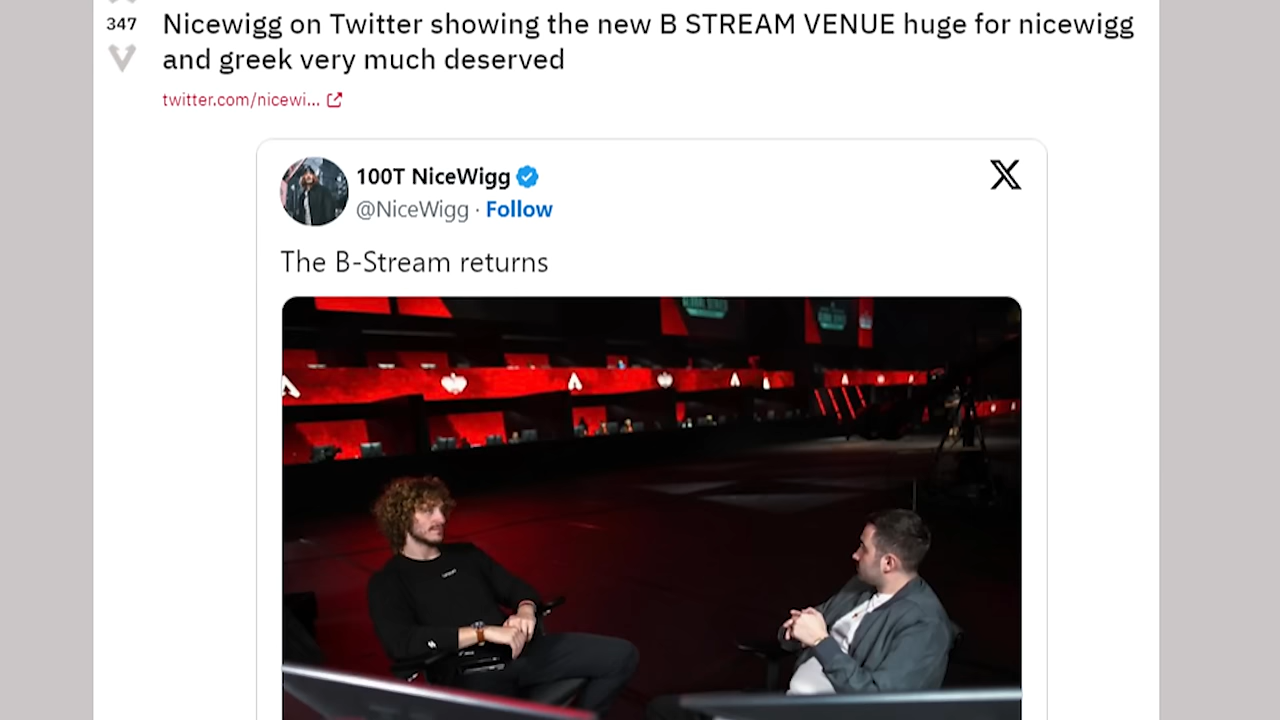 347
Nicewigg on Twitter showing the new B STREAM VENUE huge for nicewigg
and greek very much deserved
twitter.com/nicewi...
100T NiceWigg
@NiceWigg · Follow
The B-Stream returns